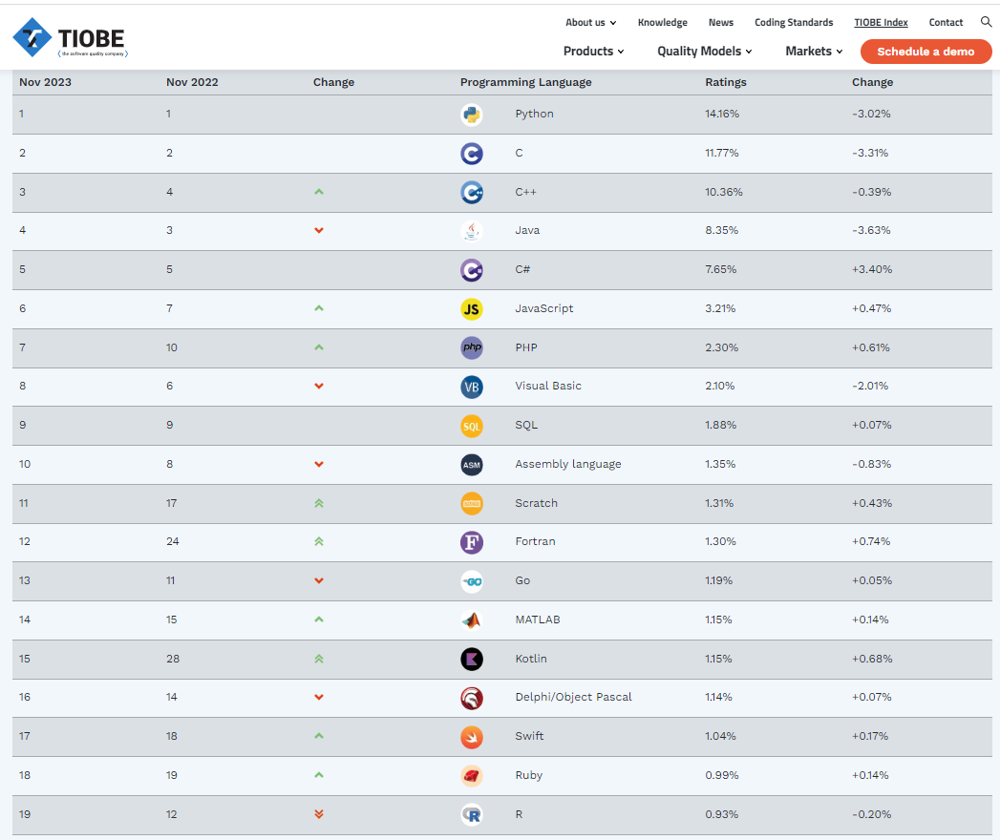 TIOBE
( the software quality company )
About us Knowledge News Coding Standards TIOBE Index Contact
Products Quality Models Markets Schedule a demo
Nov 2023 Nov 2022 Change Programming Language Ratings Change
1 1 Python 14.16% -3.02%
2 2 C 11.77% -3.31%
3 4 C++ 10.36% -0.39%
4 3 Java 8.35% -3.63%
5 5 C# 7.65% +3.40%
6 7 JS JavaScript 3.21% +0.47%
7 10 php PHP 2.30% +0.61%
8 6 VB Visual Basic 2.10% -2.01%
9 9 SQL SQL 1.88% +0.07%
10 8 ASM Assembly language 1.35% -0.83%
11 17 Scratch 1.31% +0.43%
12 24 F Fortran 1.30% +0.74%
13 11 GO Go 1.19% +0.05%
14 15 MATLAB 1.15% +0.14%
15 28 Kotlin 1.15% +0.68%
16 14 Delphi/Object Pascal 1.14% +0.07%
17 18 Swift 1.04% +0.17%
18 19 Ruby 0.99% +0.14%
19 12 R R 0.93% -0.20%